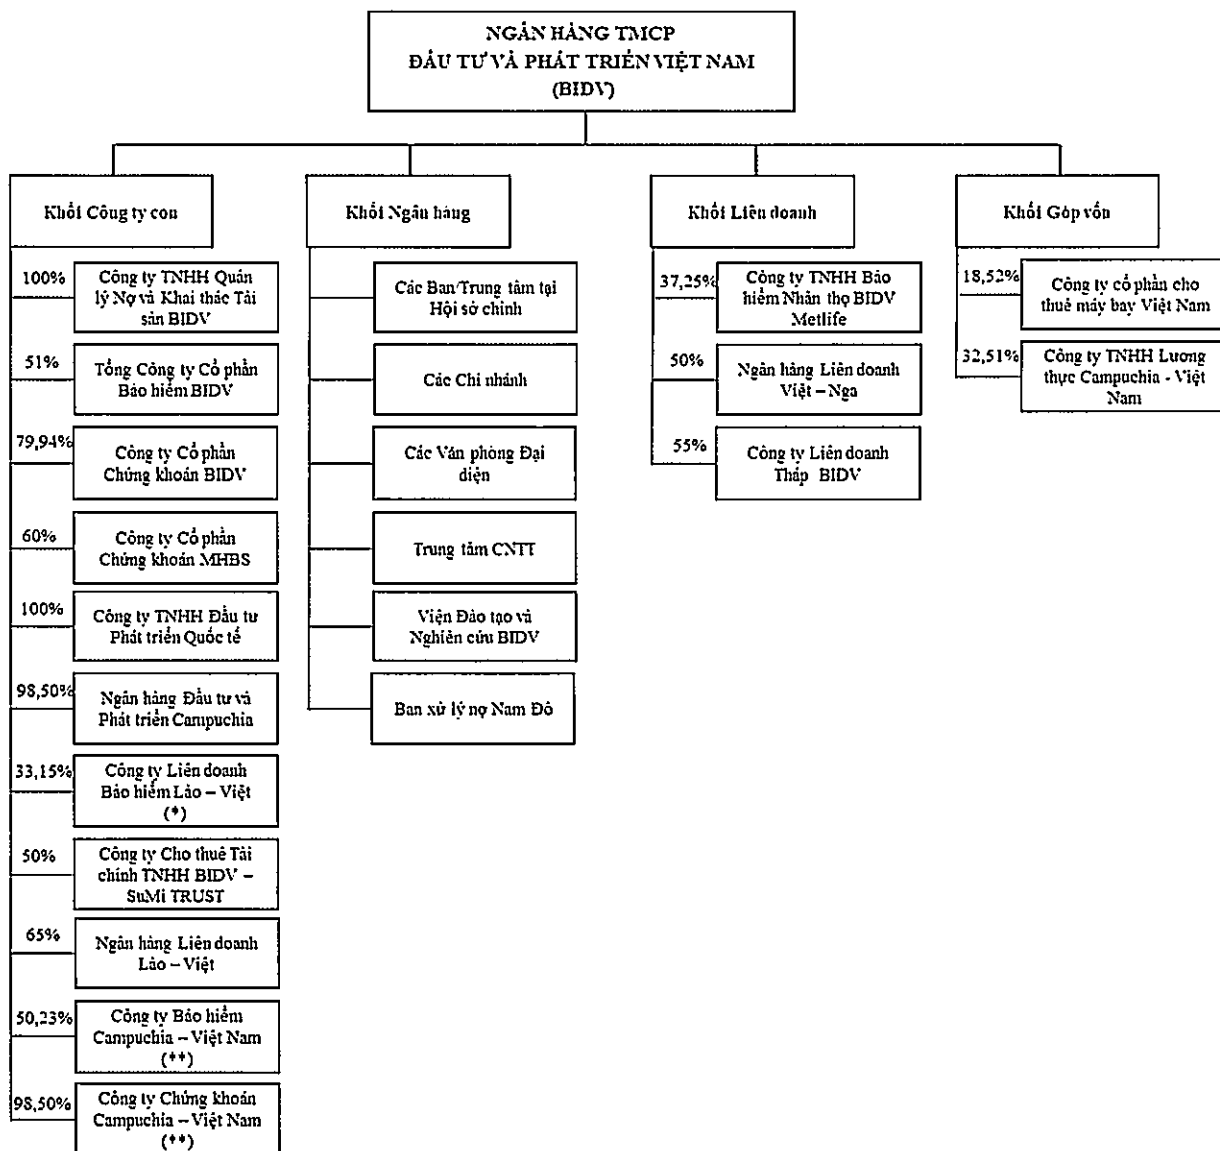 NGÂN HÀNG TMCP
ĐẦU TƯ VÀ PHÁT TRIỂN VIỆT NAM
(BIDV)
Khối Công ty con
100%
Công ty TNHH Quản
lý Nợ và Khai thác Tài
sản BIDV
51%
Tổng Công ty Cổ phần
Bảo hiểm BIDV
79,94%
Công ty Cổ phần
Chứng khoán BIDV
60%
Công ty Cổ phần
Chứng khoán MHBS
100%
Công ty TNHH Đầu tư
Phát triển Quốc tế
98,50%
Ngân hàng Đầu tư và
Phát triển Campuchia
33,15%
Công ty Liên doanh
Bảo hiểm Lào – Việt
(*)
50%
Công ty Cho thuê Tài
chính TNHH BIDV –
SuMi TRUST
65%
Ngân hàng Liên doanh
Lào – Việt
50,23%
Công ty Bảo hiểm
Campuchia – Việt Nam
(**)
98,50%
Công ty Chứng khoán
Campuchia – Việt Nam
(**)
Khối Ngân hàng
Các Ban/Trung tâm tại
Hội sở chính
Các Chi nhánh
Các Văn phòng Đại
diện
Trung tâm CNTT
Viện Đào tạo và
Nghiên cứu BIDV
Ban xử lý nợ Nam Đô
Khối Liên doanh
37,25%
Công ty TNHH Bảo
hiểm Nhân thọ BIDV
Metlife
50%
Ngân hàng Liên doanh
Việt – Nga
55%
Công ty Liên doanh
Tháp BIDV
Khối Góp vốn
18,52%
Công ty cổ phần cho
thuê máy bay Việt Nam
32,51%
Công ty TNHH Lương
thực Campuchia - Việt
Nam